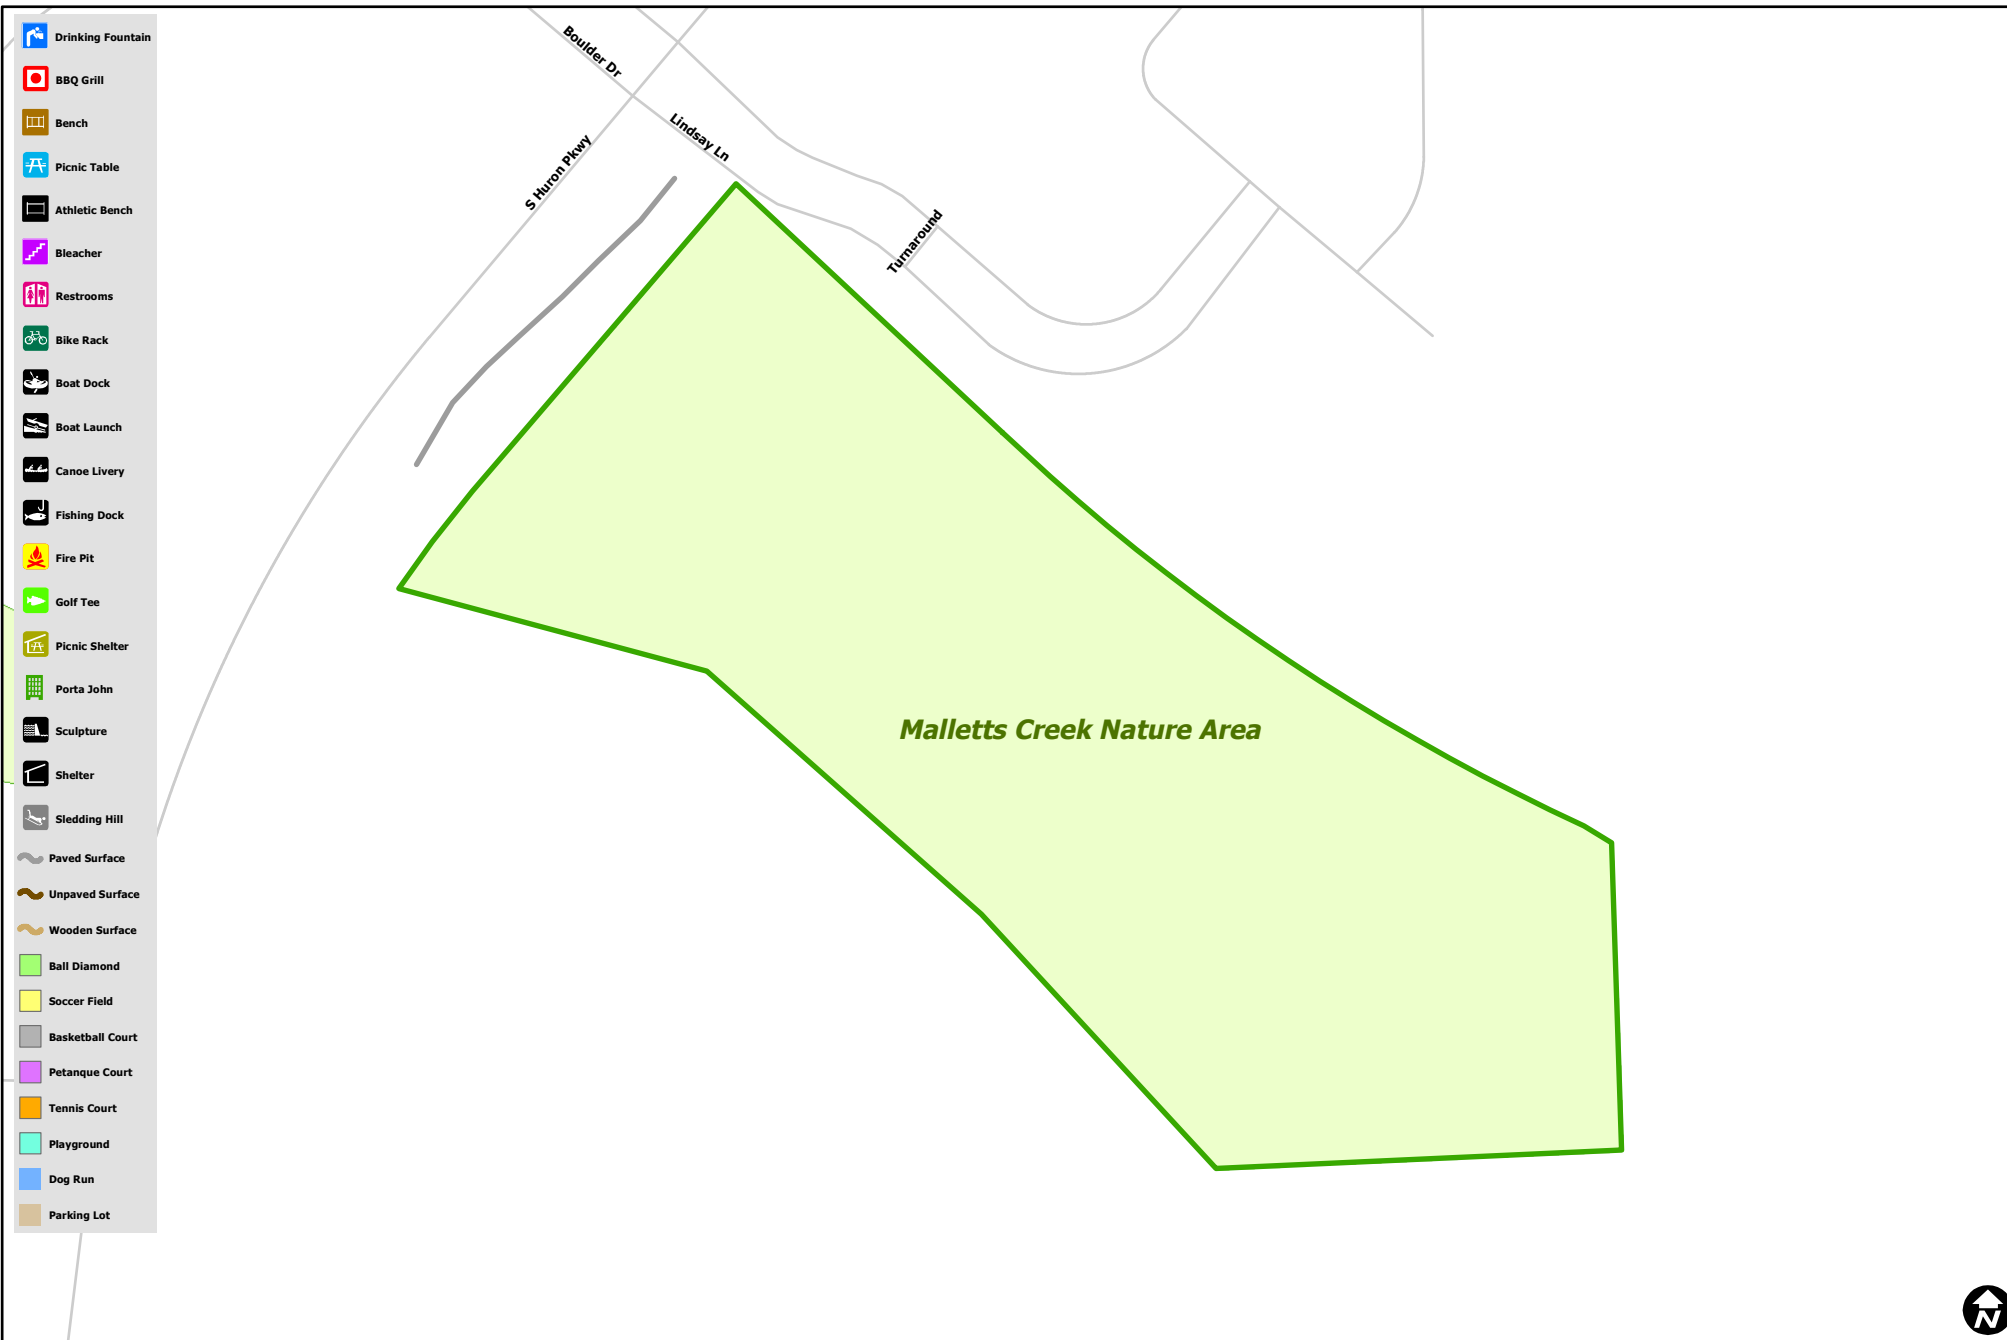 Drinking Fountain
BBQ Grill
Bench
Picnic Table
Athletic Bench
Bleacher
Restrooms
Bike Rack
Boat Dock
Boat Launch
Canoe Livery
Fishing Dock
Fire Pit
Golf Tee
Picnic Shelter
Porta John
Sculpture
Shelter
Sledding Hill
Paved Surface
Unpaved Surface
Wooden Surface
Ball Diamond
Soccer Field
Basketball Court
Petanque Court
Tennis Court
Playground
Dog Run
Parking Lot
Boulder Dr
Lindsay Ln
S Huron Pkwy
Turnaround
Malletts Creek Nature Area
N